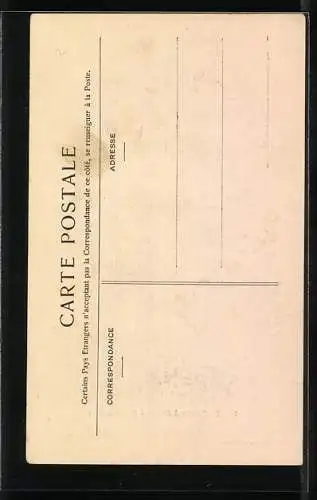 CARTE POSTALE
Certains Pays Etrangers n'acceptant pas la Correspondance de ce côté, se renseigner à la Poste.
CORRESPONDANCE
ADRESSE